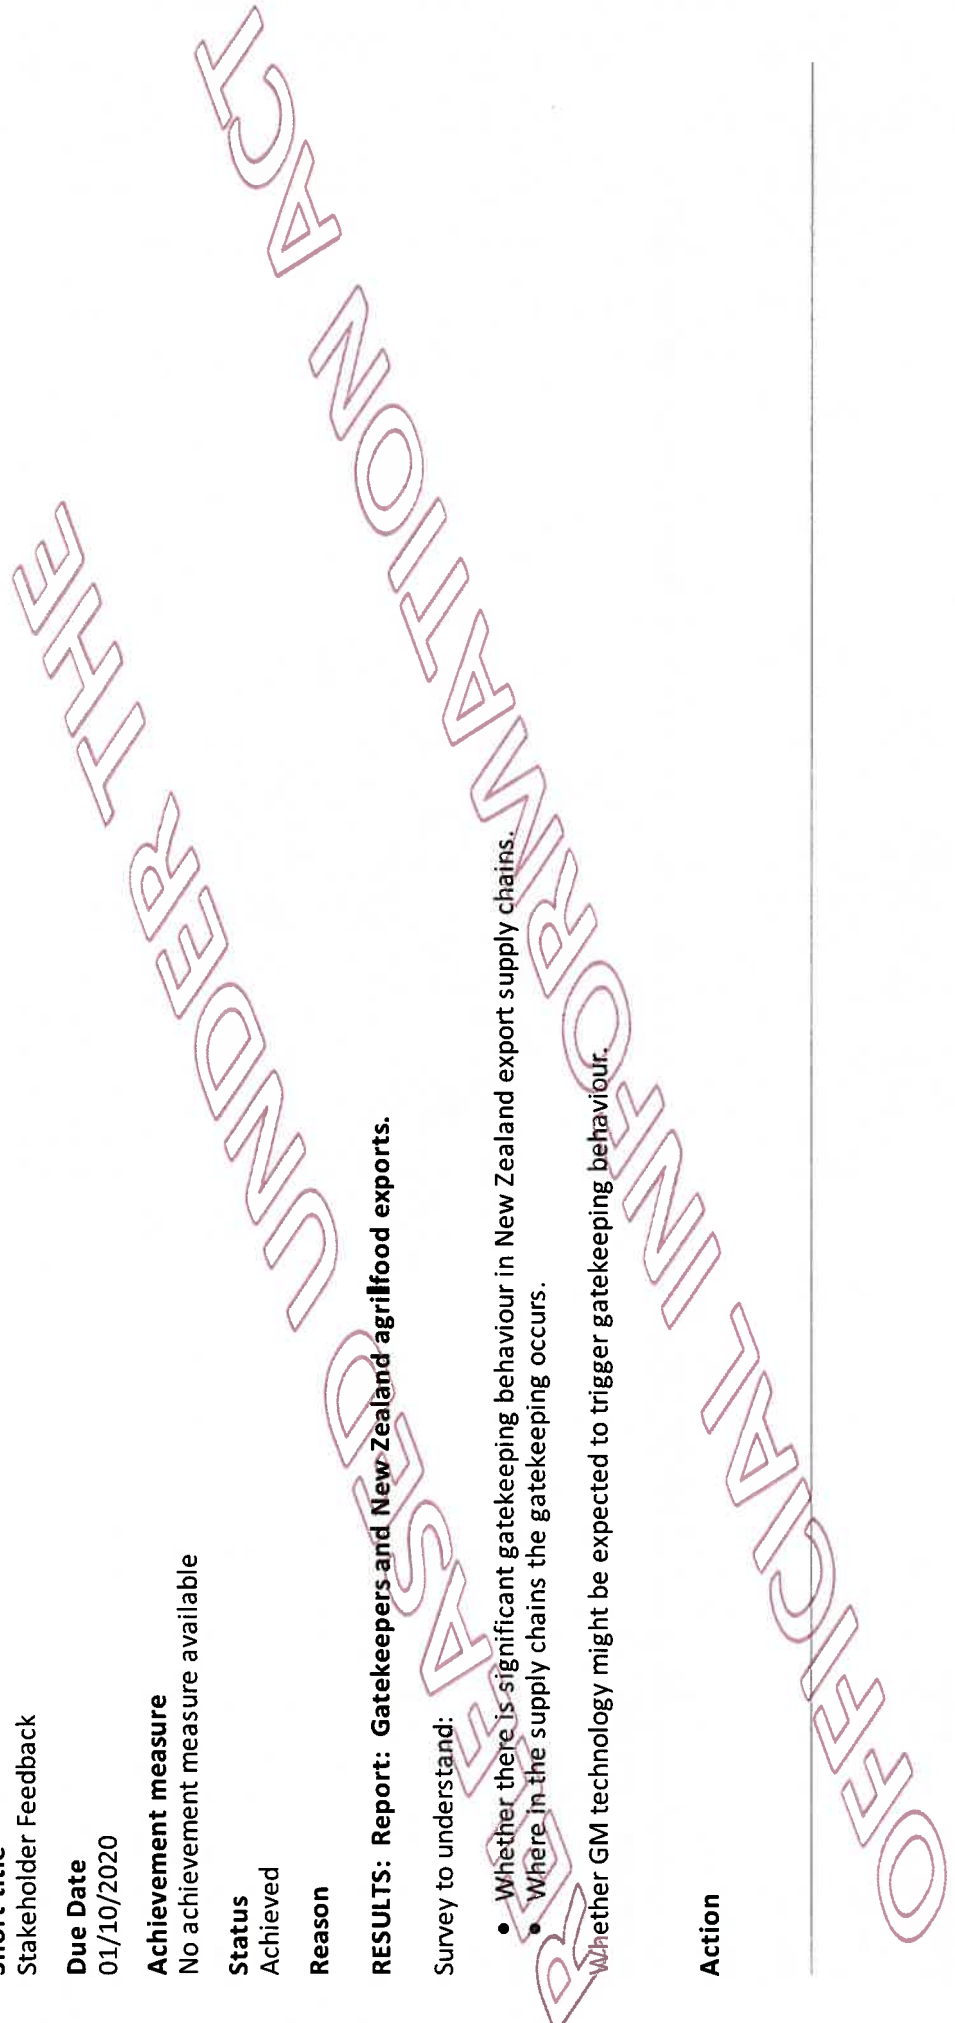 Short title
Stakeholder Feedback
Due Date
01/10/2020
Achievement measure
No achievement measure available
Status
Achieved
Reason
RESULTS: Report: Gatekeepers and New Zealand agrifood exports.
Survey to understand:
• Whether there is significant gatekeeping behaviour in New Zealand export supply chains.
• Where in the supply chains the gatekeeping occurs.
Whether GM technology might be expected to trigger gatekeeping behaviour.
Action
RELEASED UNDER THE
OFFICIAL INFORMATION ACT